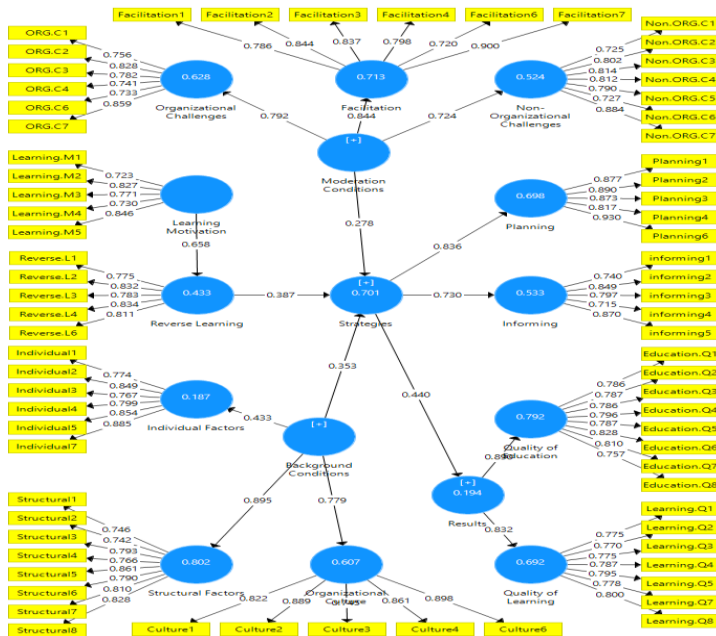 Facilitation1
Facilitation2
Facilitation3
Facilitation4
Facilitation6
Facilitation7
0.786
0.844
0.837
0.798
0.720
0.900
0.713
Facilitation
ORG.C1
ORG.C2
ORG.C3
ORG.C4
ORG.C6
ORG.C7
0.756
0.828
0.782
0.741
0.733
0.859
0.628
Organizational
Challenges
Non.ORG.C1
Non.ORG.C2
Non.ORG.C3
Non.ORG.C4
Non.ORG.C5
Non.ORG.C6
Non.ORG.C7
0.725
0.802
0.814
0.812
0.790
0.727
0.884
0.524
Non-
Organizational
Challenges
0.792
0.844
0.724
[+]
Moderation
Conditions
0.278
Learning.M1
Learning.M2
Learning.M3
Learning.M4
Learning.M5
0.723
0.827
0.771
0.730
0.846
Learning
Motivation
0.658
Planning1
Planning2
Planning3
Planning4
Planning6
0.877
0.890
0.873
0.817
0.930
0.698
Planning
0.836
Reverse.L1
Reverse.L2
Reverse.L3
Reverse.L4
Reverse.L6
0.775
0.832
0.783
0.834
0.811
0.433
Reverse Learning
0.387
[+]
0.701
Strategies
0.730
0.533
Informing
informing1
informing2
informing3
informing4
informing5
0.740
0.849
0.797
0.715
0.870
0.353
0.440
Individual1
Individual2
Individual3
Individual4
Individual5
Individual7
0.774
0.849
0.767
0.799
0.854
0.885
0.187
Individual Factors
0.433
[+]
Background
Conditions
0.895
0.779
Education.Q1
Education.Q2
Education.Q3
Education.Q4
Education.Q5
Education.Q6
Education.Q7
Education.Q8
0.786
0.787
0.786
0.796
0.787
0.828
0.810
0.757
0.792
Quality of
Education
[+]
0.194
Results
0.832
Structural1
Structural2
Structural3
Structural4
Structural5
Structural6
Structural7
Structural8
0.746
0.742
0.793
0.766
0.861
0.790
0.810
0.828
0.802
Structural Factors
0.607
Organizational
0.822
0.889
0.861
0.898
Culture1
Culture2
Culture3
Culture4
Culture6
Learning.Q1
Learning.Q2
Learning.Q3
Learning.Q4
Learning.Q5
Learning.Q7
Learning.Q8
0.775
0.770
0.775
0.787
0.795
0.778
0.800
0.692
Quality of
Learning